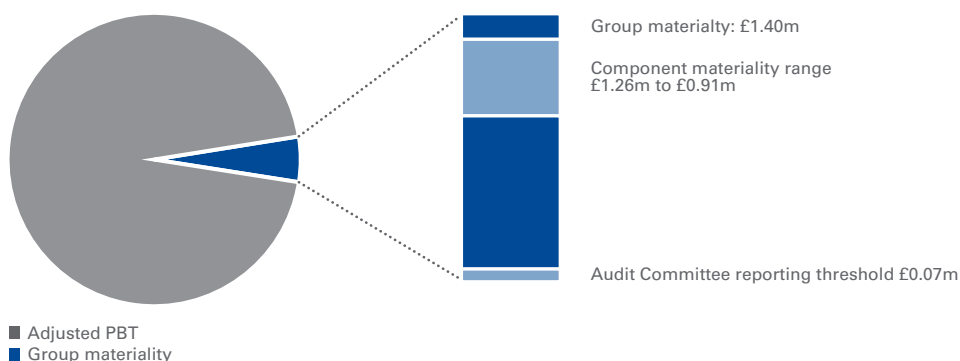 Group materialty: £1.40m
Component materiality range
£1.26m to £0.91m
Audit Committee reporting threshold £0.07m
Adjusted PBT
Group materiality